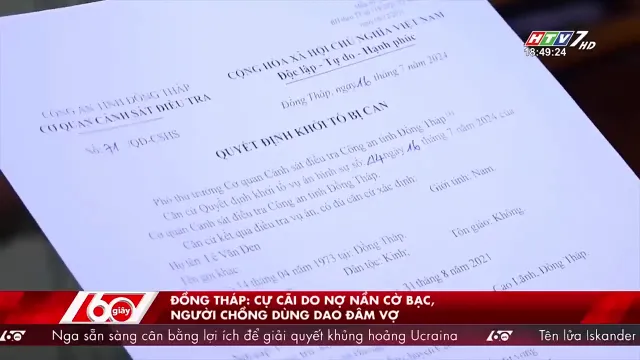 HTV7 HD
18:49:24
CỘNG HÒA XÃ HỘI CHỦ NGHĨA VIỆT NAM
Độc lập - Tự do - Hạnh phúc
CÔNG AN TỈNH ĐỒNG THÁP
CƠ QUAN CẢNH SÁT ĐIỀU TRA
Đồng Tháp, ngày 16 tháng 7 năm 2024
Số: 71 QĐ-CSHS
QUYẾT ĐỊNH KHỞI TỐ BỊ CAN
Phó thủ trưởng Cơ quan Cảnh sát điều tra Công an tỉnh Đồng Tháp
Căn cứ Quyết định khởi tố vụ án hình sự số 44 ngày 16 tháng 7 năm 2024 của
Cơ quan Cảnh sát điều tra Công an tỉnh Đồng Tháp.
Căn cứ kết quả điều tra vụ án, có đủ căn cứ xác định:
Họ tên Lê Văn Đen Giới tính: Nam.
Tên gọi khác
14 tháng 04 năm 1973 tại: Đồng Tháp.
Dân tộc: Kinh; Tôn giáo: Không.
31 tháng 8 năm 2021
Cao Lãnh, Đồng Tháp
60 giây
ĐỒNG THÁP: CỰ CÃI DO NỢ NẦN CỜ BẠC,
NGƯỜI CHỒNG DÙNG DAO ĐÂM VỢ
60 Nga sẵn sàng cân bằng lợi ích để giải quyết khủng hoảng Ucraina 60 Tên lửa Iskander